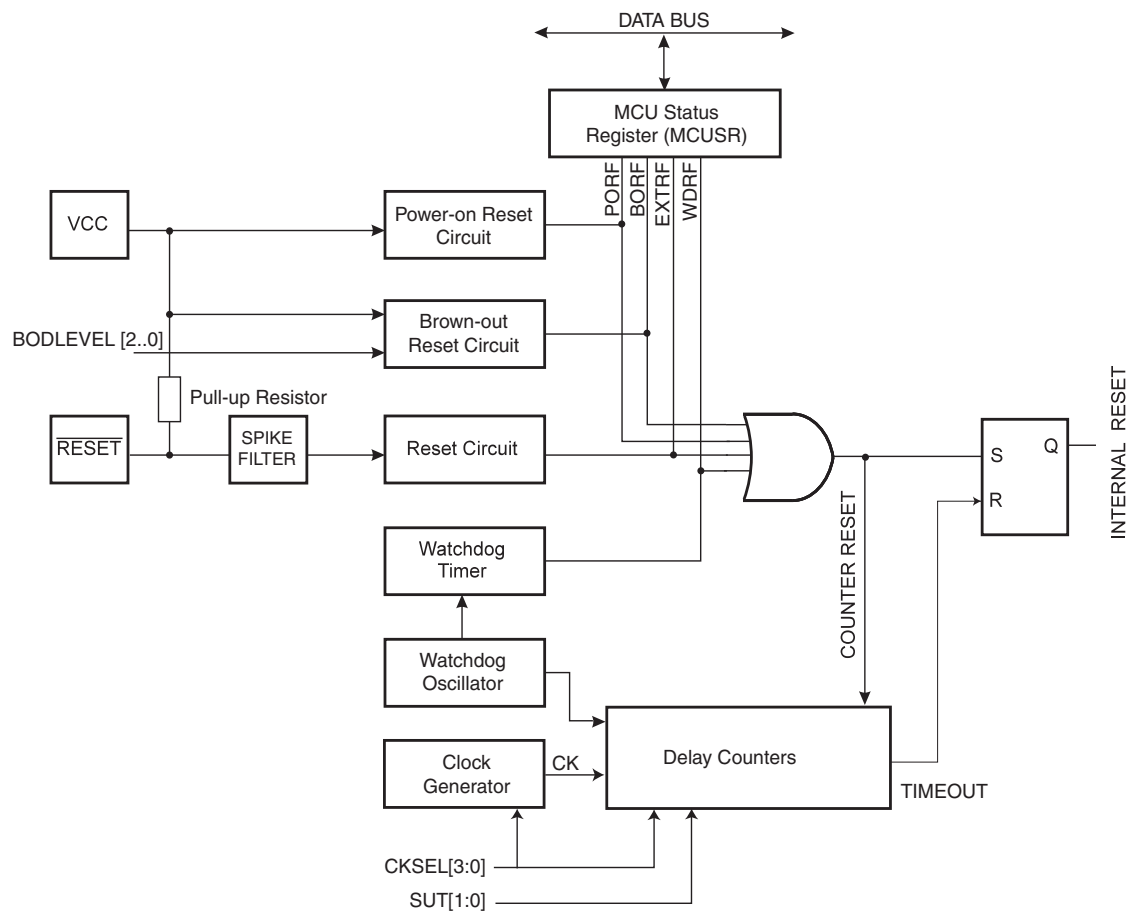 DATA BUS
MCU Status
Register (MCUSR)
PORF
BORF
EXTRF
WDRF
VCC
Power-on Reset
Circuit
Brown-out
Reset Circuit
BODLEVEL [2..0]
Pull-up Resistor
RESET
SPIKE
FILTER
Reset Circuit
S
Q
R
INTERNAL RESET
COUNTER RESET
Watchdog
Timer
Watchdog
Oscillator
Clock
Generator
CK
Delay Counters
TIMEOUT
CKSEL[3:0]
SUT[1:0]